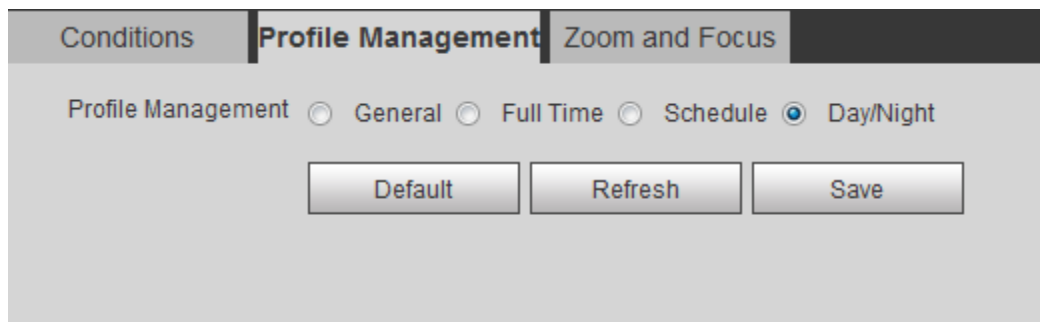 Conditions Profile Management Zoom and Focus
Profile Management General Full Time Schedule Day/Night
Default Refresh Save